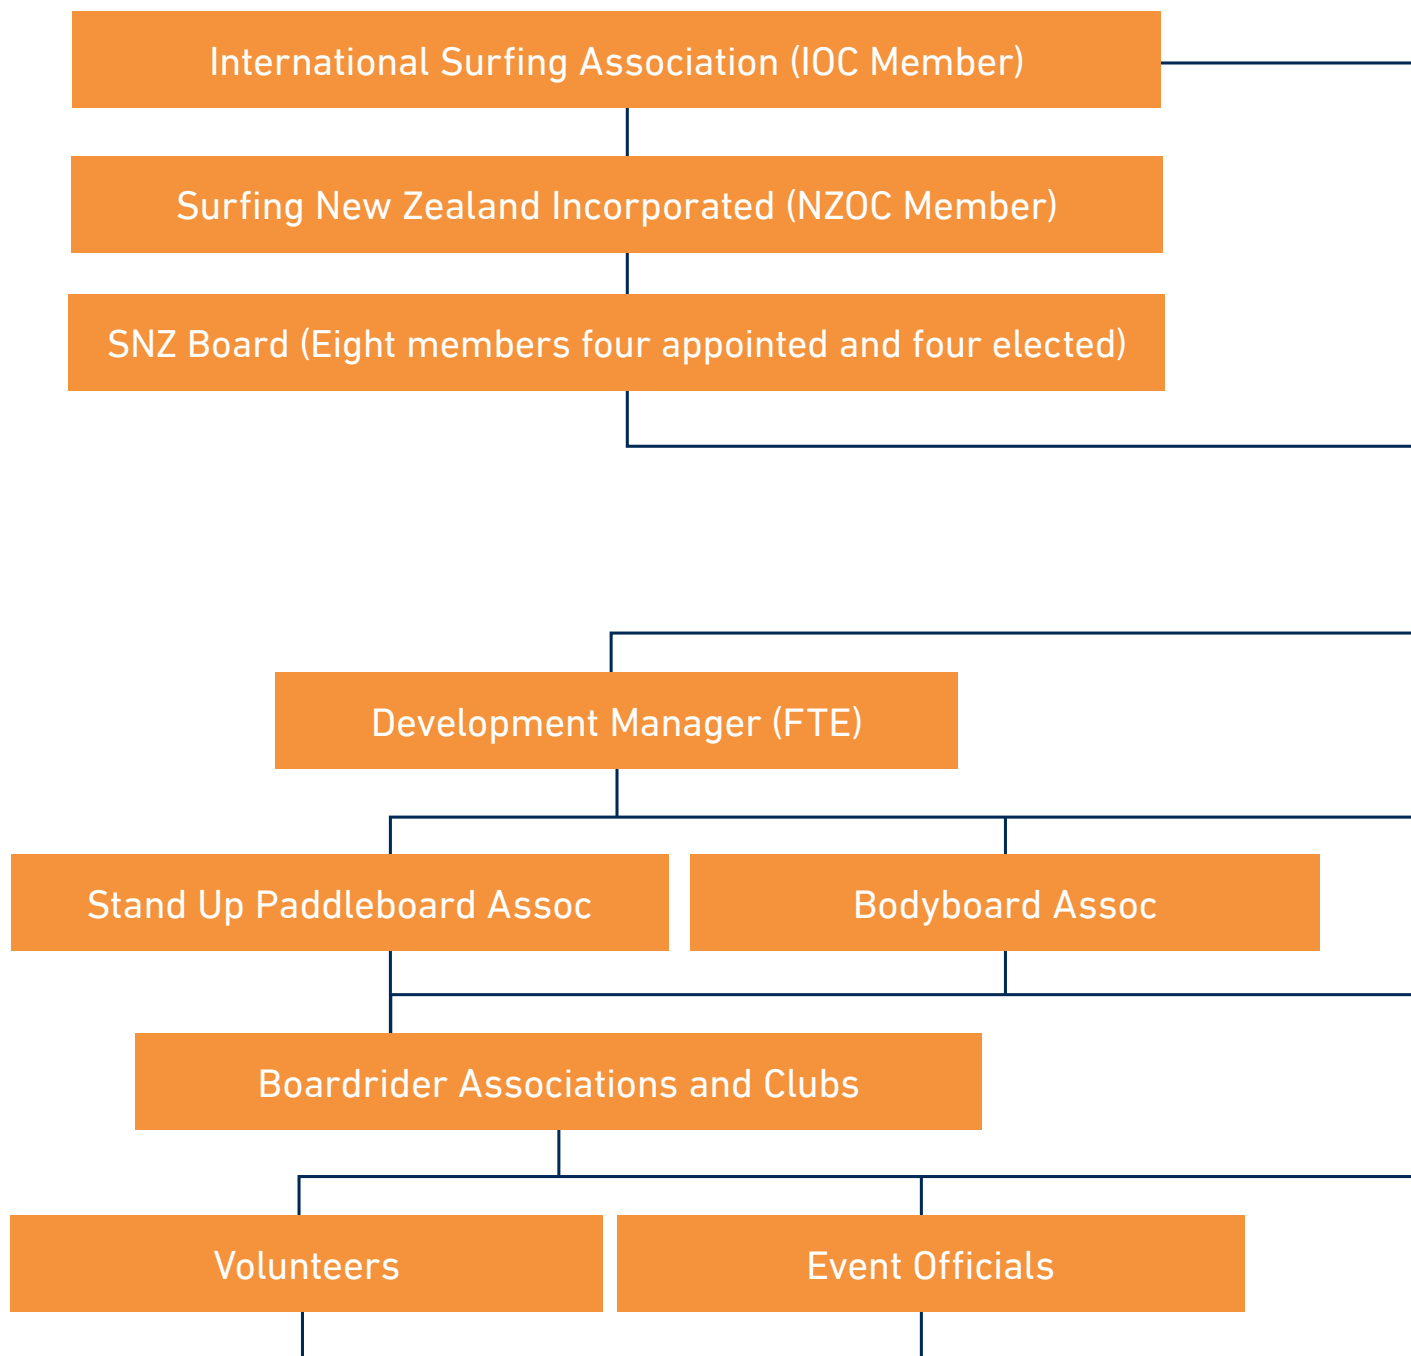 International Surfing Association (IOC Member)
Surfing New Zealand Incorporated (NZOC Member)
SNZ Board (Eight members four appointed and four elected)
Development Manager (FTE)
Stand Up Paddleboard Assoc
Bodyboard Assoc
Boardrider Associations and Clubs
Volunteers
Event Officials